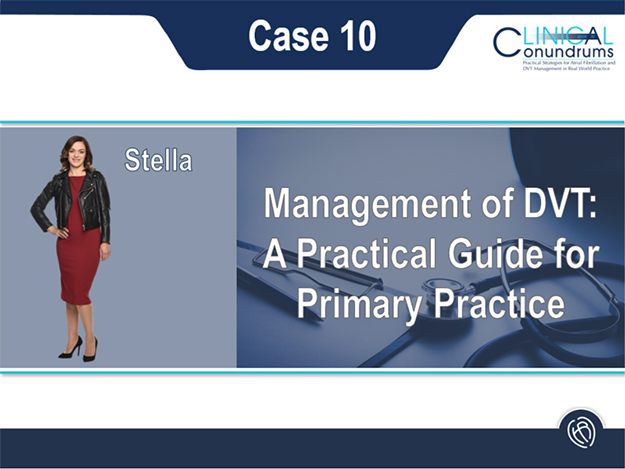 Case 10
CLINICAL
Conundrums
Practical Strategies for Atrial Fibrillation and
DVT Management in Real World Practice
Stella
Management of DVT:
A Practical Guide for
Primary Practice